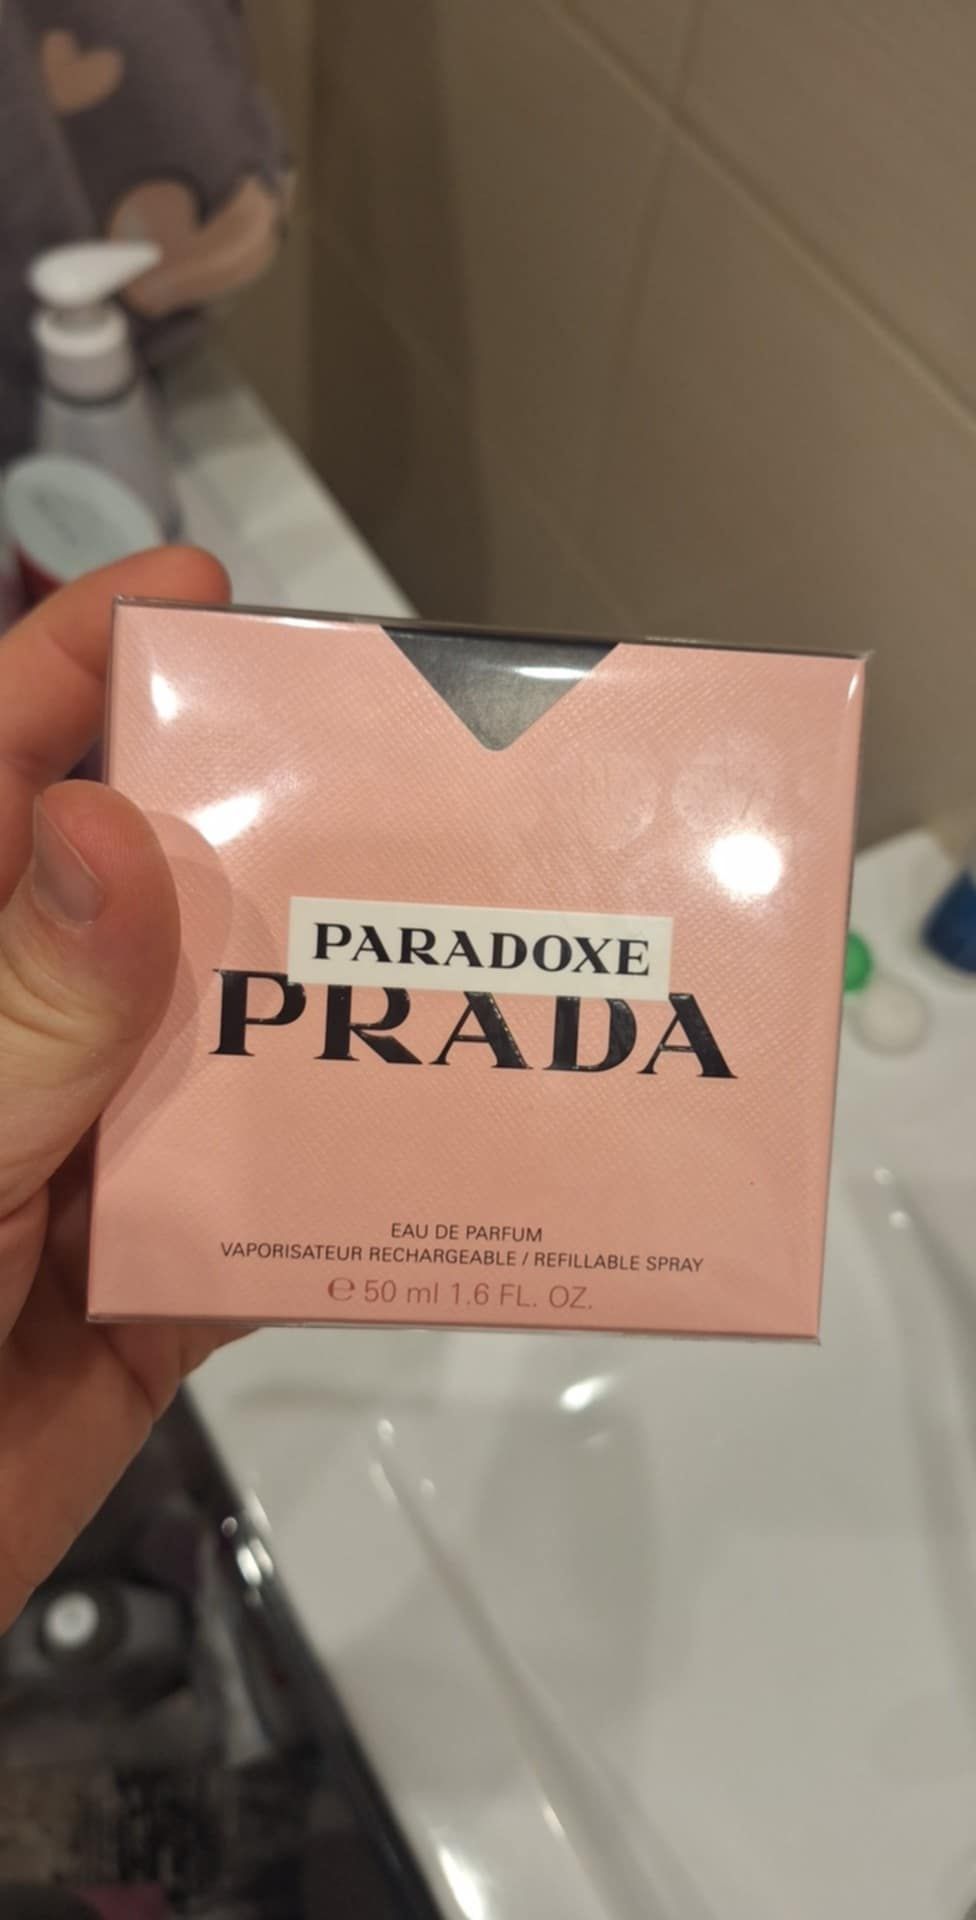 PARADOXE
PRADA
EAU DE PARFUM
VAPORISATEUR RECHARGEABLE / REFILLABLE SPRAY
℮ 50 ml 1.6 FL. OZ.